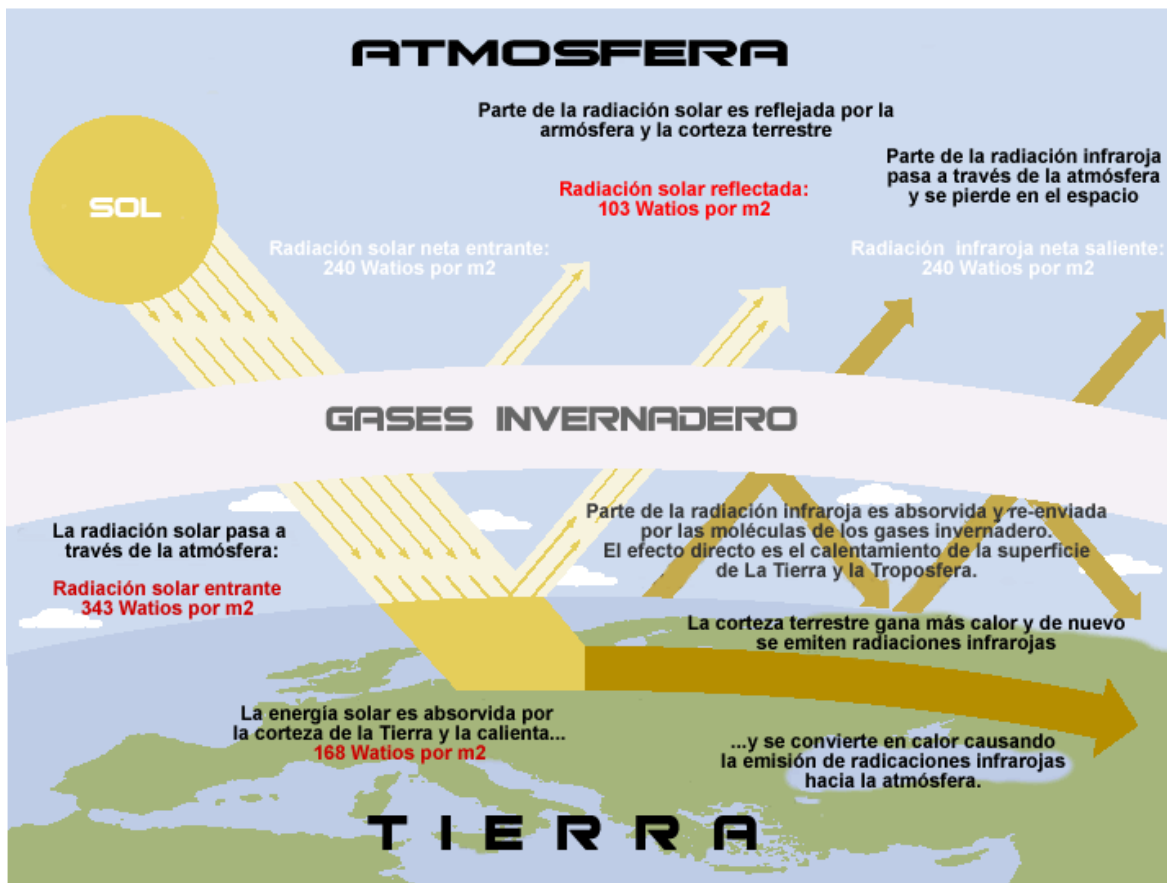 ATMOSFERA
Parte de la radiación solar es reflejada por la
armósfera y la corteza terrestre
Parte de la radiación infraroja
pasa a través de la atmósfera
y se pierde en el espacio
Radiación solar reflectada:
103 Watios por m2
SOL
Radiación solar neta entrante:
240 Watios por m2
Radiación infraroja neta saliente:
240 Watios por m2
GASES INVERNADERO
Parte de la radiación infraroja es absorvida y re-enviada
por las moléculas de los gases invernadero.
El efecto directo es el calentamiento de la superficie
de La Tierra y la Troposfera.
La radiación solar pasa a
través de la atmósfera:
Radiación solar entrante
343 Watios por m2
La corteza terrestre gana más calor y de nuevo
se emiten radiaciones infrarojas
La energía solar es absorvida por
la corteza de la Tierra y la calienta...
168 Watios por m2
...y se convierte en calor causando
la emisión de radicaciones infrarojas
hacia la atmósfera.
TIERRA